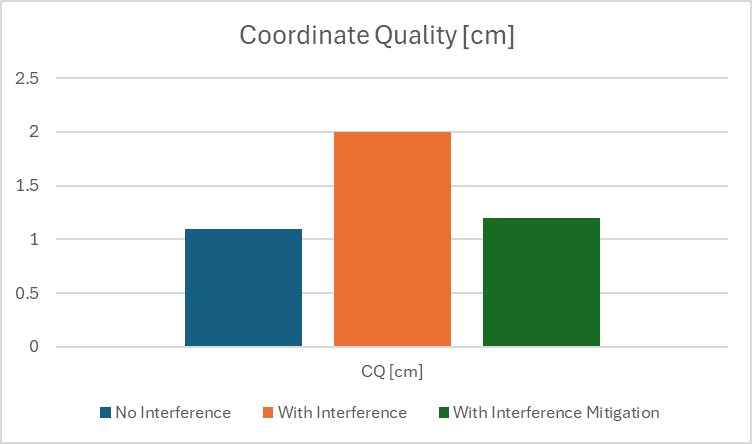 Coordinate Quality [cm]
2.5
2
1.5
1
0.5
0
CQ [cm]
No Interference With Interference With Interference Mitigation